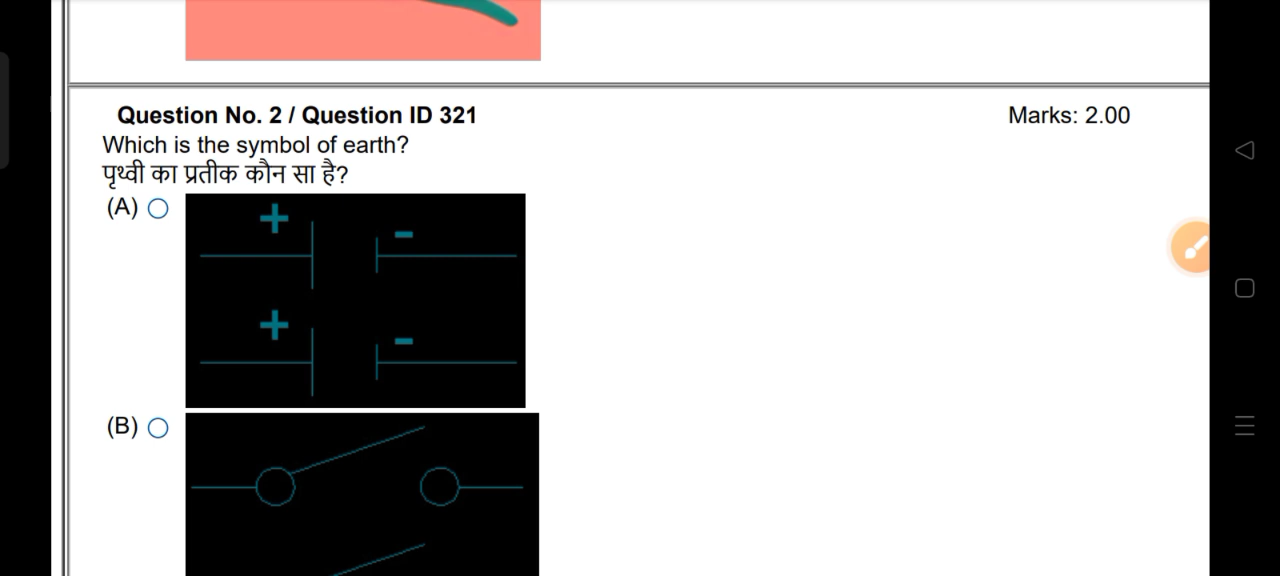 Question No. 2 / Question ID 321 Marks: 2.00
Which is the symbol of earth?
पृथ्वी का प्रतीक कौन सा है?
(A)
+ -
+ -
(B)